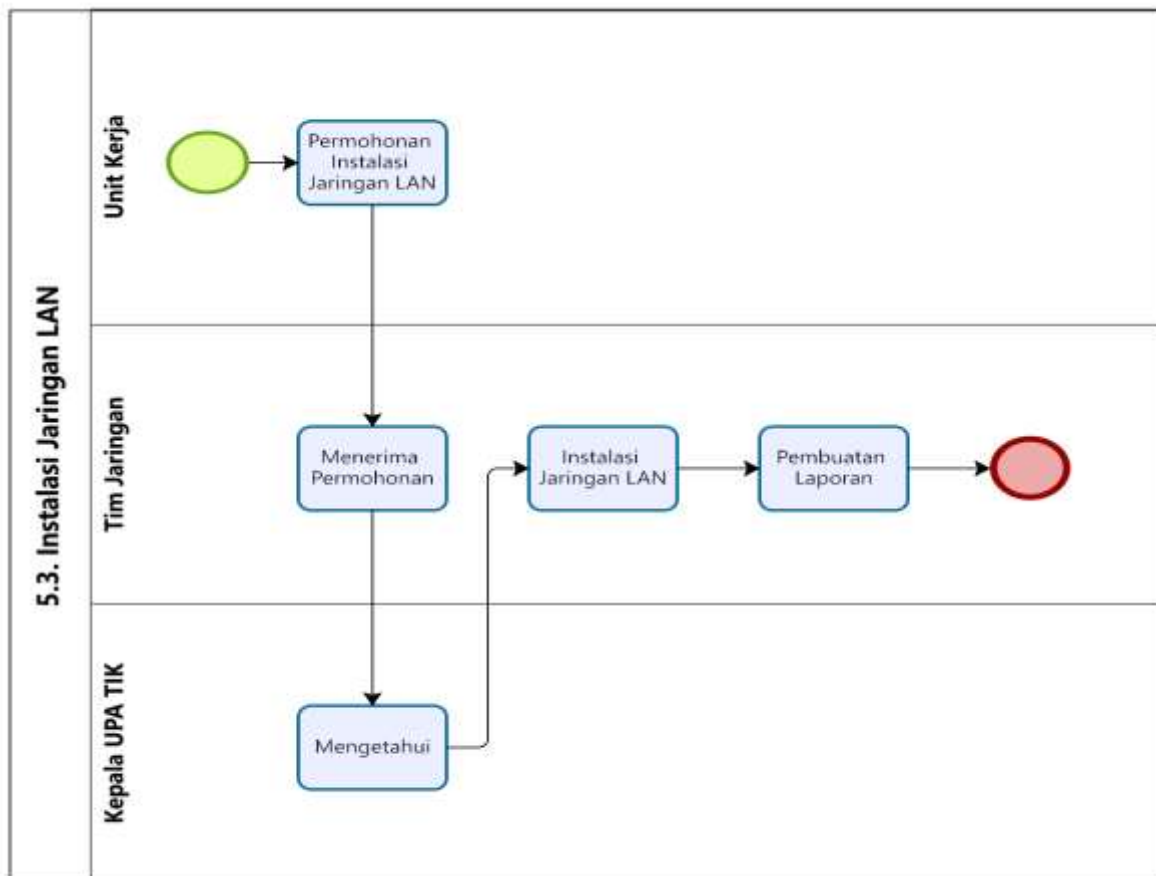 5.3. Instalasi Jaringan LAN
Unit Kerja
Permohonan
Instalasi
Jaringan LAN
Tim Jaringan
Menerima
Permohonan
Instalasi
Jaringan LAN
Pembuatan
Laporan
Kepala UPA TIK
Mengetahui